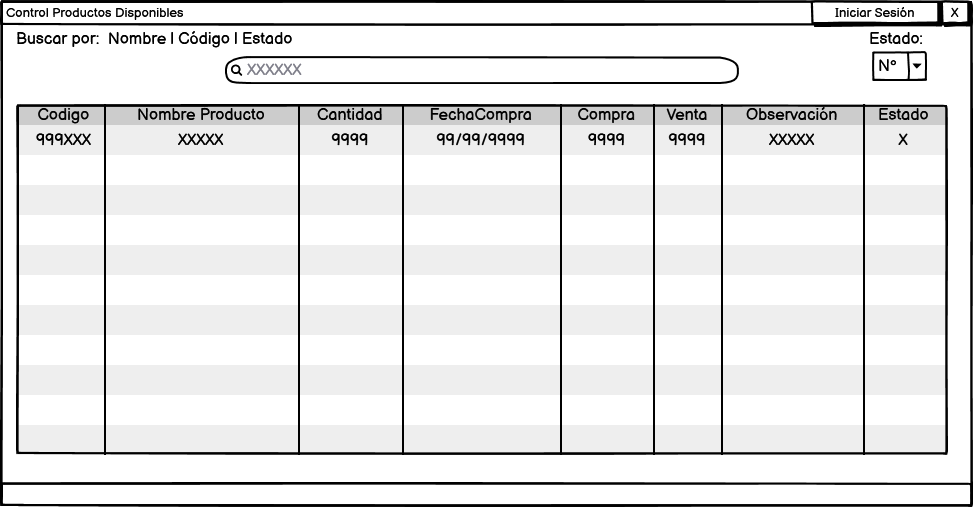 Control Productos Disponibles Iniciar Sesión X
Buscar por: Nombre | Código | Estado Estado:
XXXXXX Nº
Codigo Nombre Producto Cantidad FechaCompra Compra Venta Observación Estado
999XXX XXXXX 9999 99/99/9999 9999 9999 XXXXX X